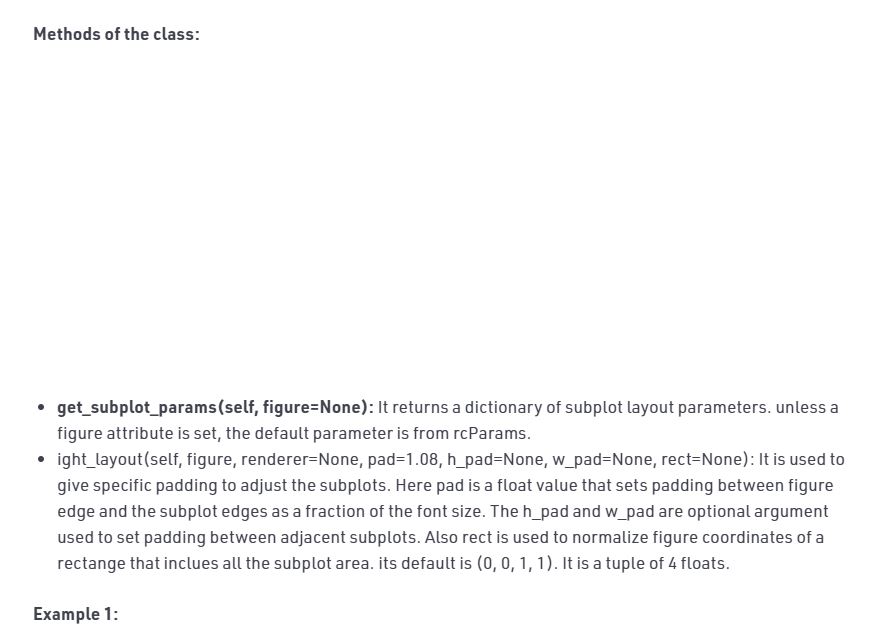 Methods of the class:
• get_subplot_params(self, figure=None): It returns a dictionary of subplot layout parameters. unless a
figure attribute is set, the default parameter is from rcParams.
• ight_layout(self, figure, renderer=None, pad=1.08, h_pad=None, w_pad=None, rect=None): It is used to
give specific padding to adjust the subplots. Here pad is a float value that sets padding between figure
edge and the subplot edges as a fraction of the font size. The h_pad and w_pad are optional argument
used to set padding between adjacent subplots. Also rect is used to normalize figure coordinates of a
rectange that inclues all the subplot area. its default is (0, 0, 1, 1). It is a tuple of 4 floats.
Example 1: